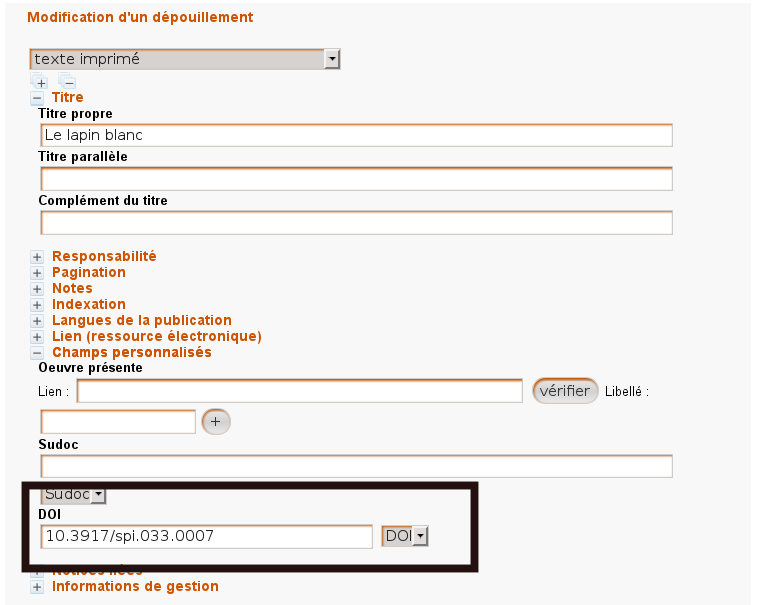 Modification d'un dépouillement
texte imprimé
Titre
Titre propre
Le lapin blanc
Titre parallèle
Complément du titre
Responsabilité
Pagination
Notes
Indexation
Langues de la publication
Lien (ressource électronique)
Champs personnalisés
Oeuvre présente
Lien : vérifier Libellé :
+
Sudoc
Sudoc
DOI
10.3917/spi.033.0007 DOI
Notices liées
Informations de gestion